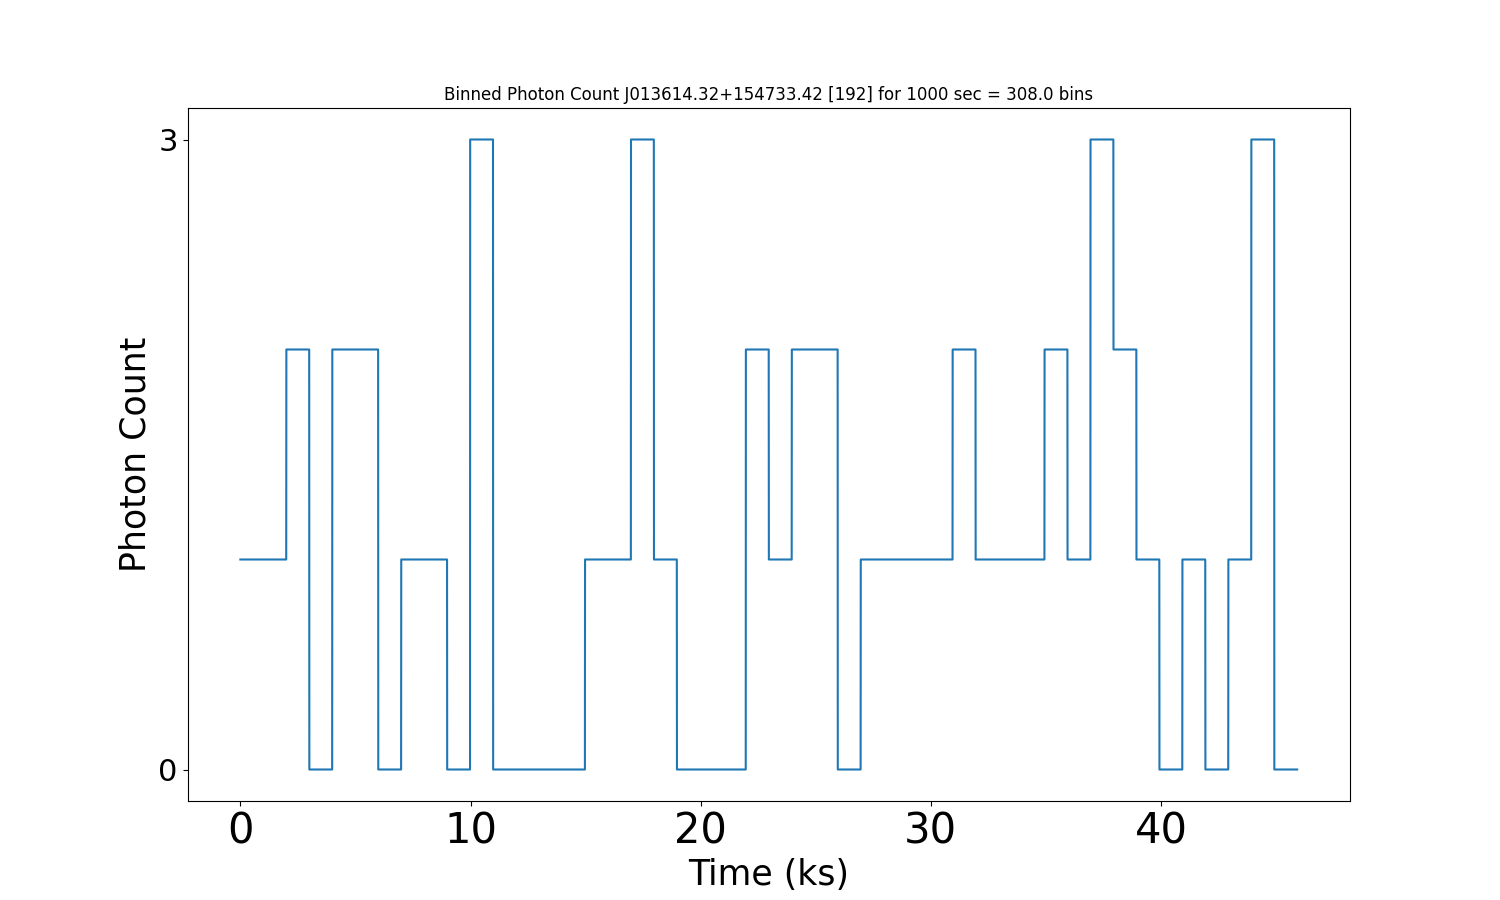 Binned Photon Count J013614.32+154733.42 [192] for 1000 sec = 308.0 bins
3
Photon Count
0
0 10 20 30 40
Time (ks)